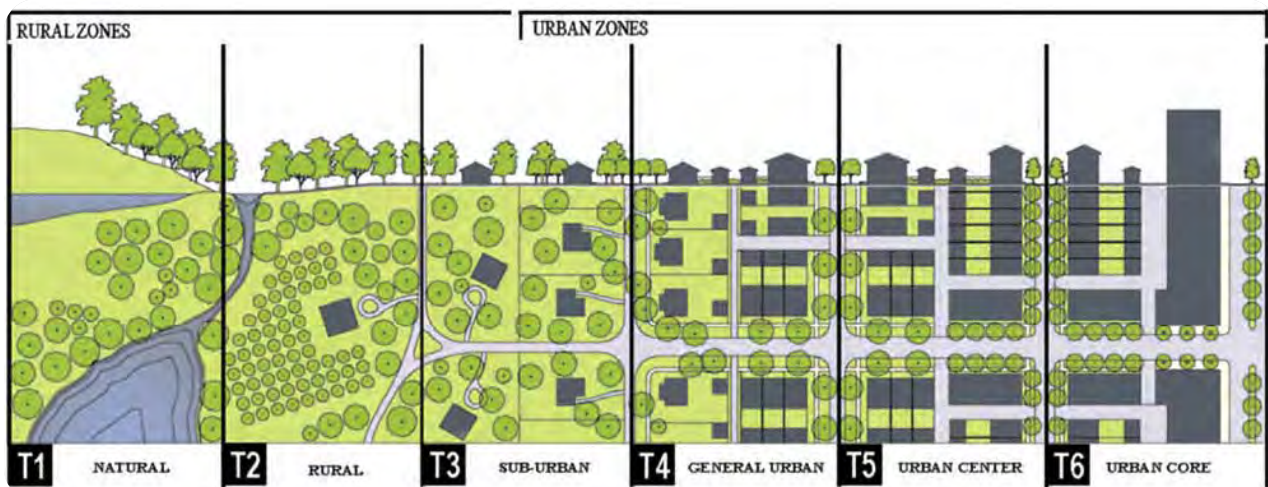 RURAL ZONES
URBAN ZONES
T1 NATURAL
T2 RURAL
T3 SUB-URBAN
T4 GENERAL URBAN
T5 URBAN CENTER
T6 URBAN CORE